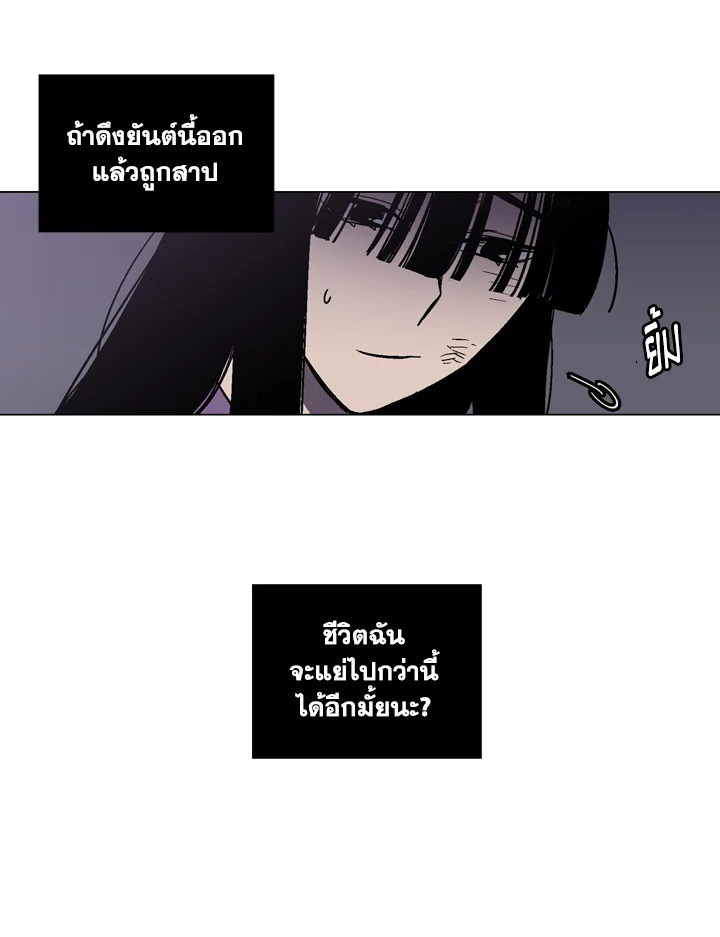 ถ้าดึงยันต์นี้ออก
แล้วถูกสาป
ยิ้ม
ชีวิตฉัน
จะแย่ไปกว่านี้
ได้อีกมั้ยนะ?